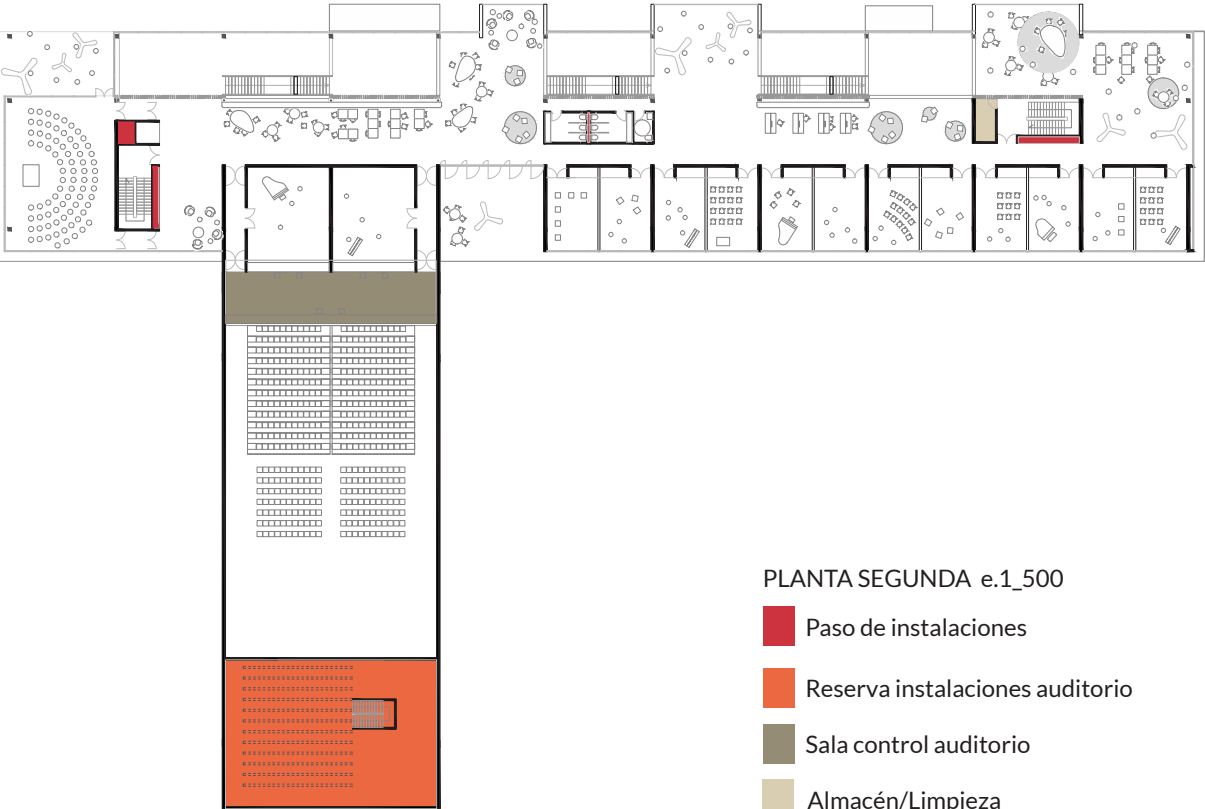 PLANTA SEGUNDA e.1_500
Paso de instalaciones
Reserva instalaciones auditorio
Sala control auditorio
Almacén/Limpieza